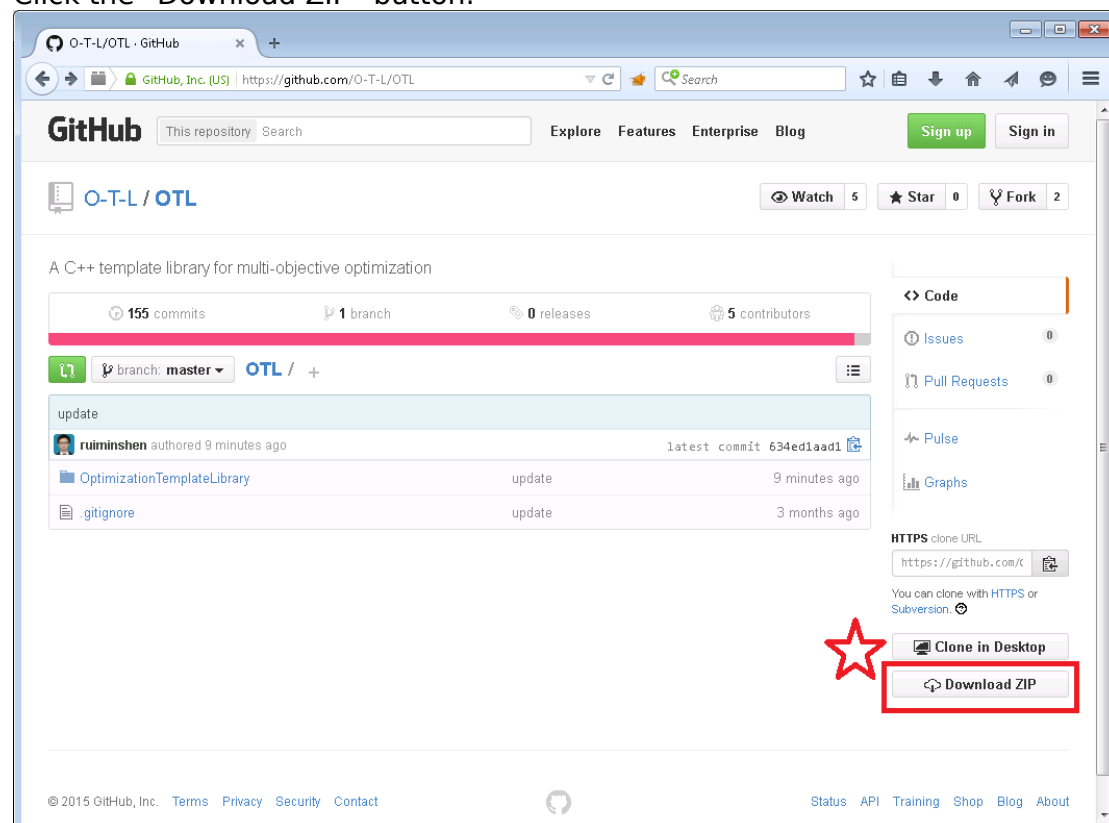 Click the "Download ZIP" button.
O-T-L/OTL · GitHub × +
GitHub, Inc. (US) https://github.com/O-T-L/OTL Search
GitHub This repository Search Explore Features Enterprise Blog Sign up Sign in
O-T-L / OTL Watch 5 Star 0 Fork 2
A C++ template library for multi-objective optimization
<> Code
155 commits 1 branch 0 releases 5 contributors
Issues 0
branch: master OTL / +
Pull Requests 0
update
ruiminshen authored 9 minutes ago latest commit 634ed1aad1
Pulse
OptimizationTemplateLibrary update 9 minutes ago
Graphs
.gitignore update 3 months ago
HTTPS clone URL
https://github.com/
You can clone with HTTPS or
Subversion.
Clone in Desktop
Download ZIP
© 2015 GitHub, Inc. Terms Privacy Security Contact Status API Training Shop Blog About